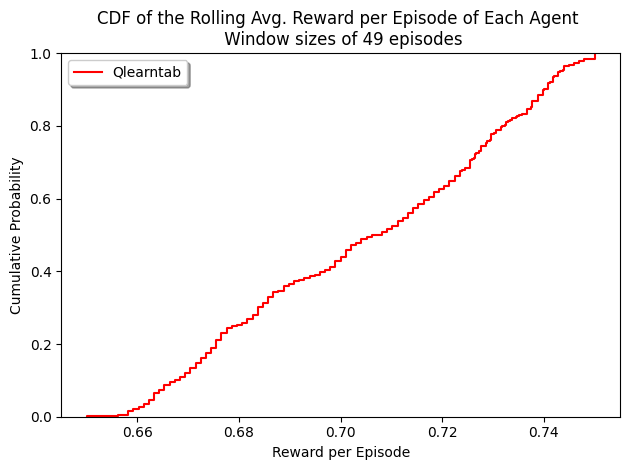 CDF of the Rolling Avg. Reward per Episode of Each Agent
Window sizes of 49 episodes
Qlearntab
Cumulative Probability
1.0
0.8
0.6
0.4
0.2
0.0
0.66
0.68
0.70
0.72
0.74
Reward per Episode